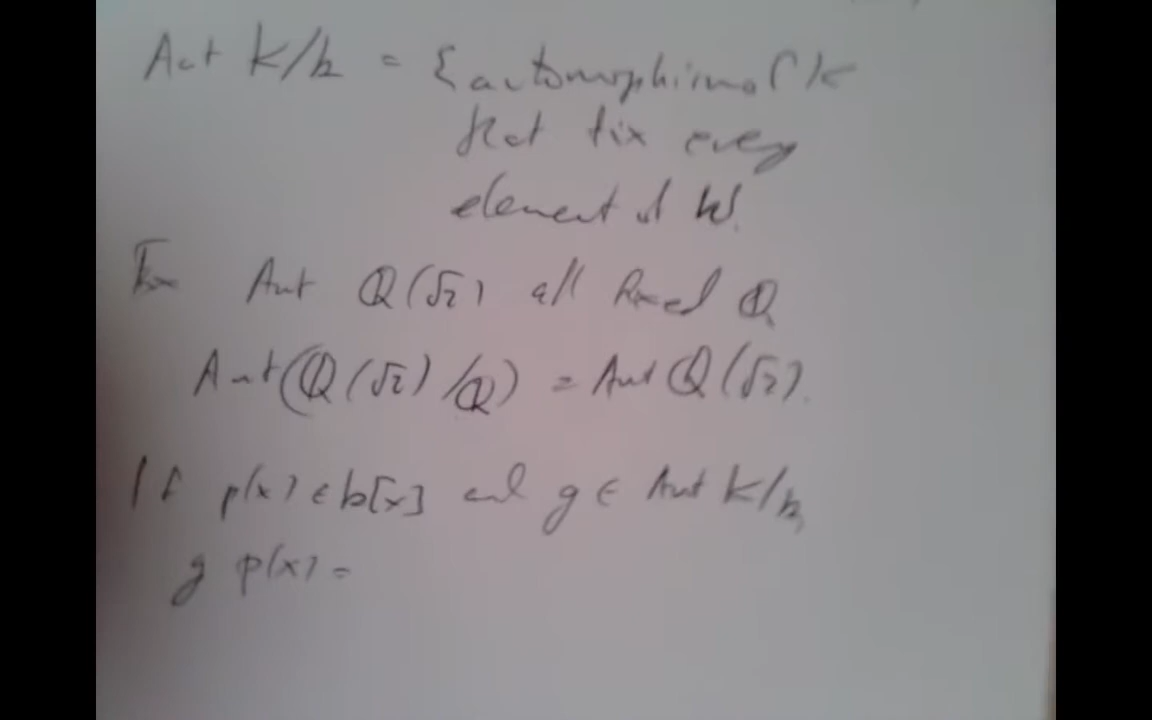 Aut K/k = {automorphisms of K
that fix every
element of k}.
Ex Aut ℚ(√2) all fixed ℚ
Aut(ℚ(√2)/ℚ) = Aut ℚ(√2).
If p(x) ∈ k[x] and g ∈ Aut K/k,
g p(x) =